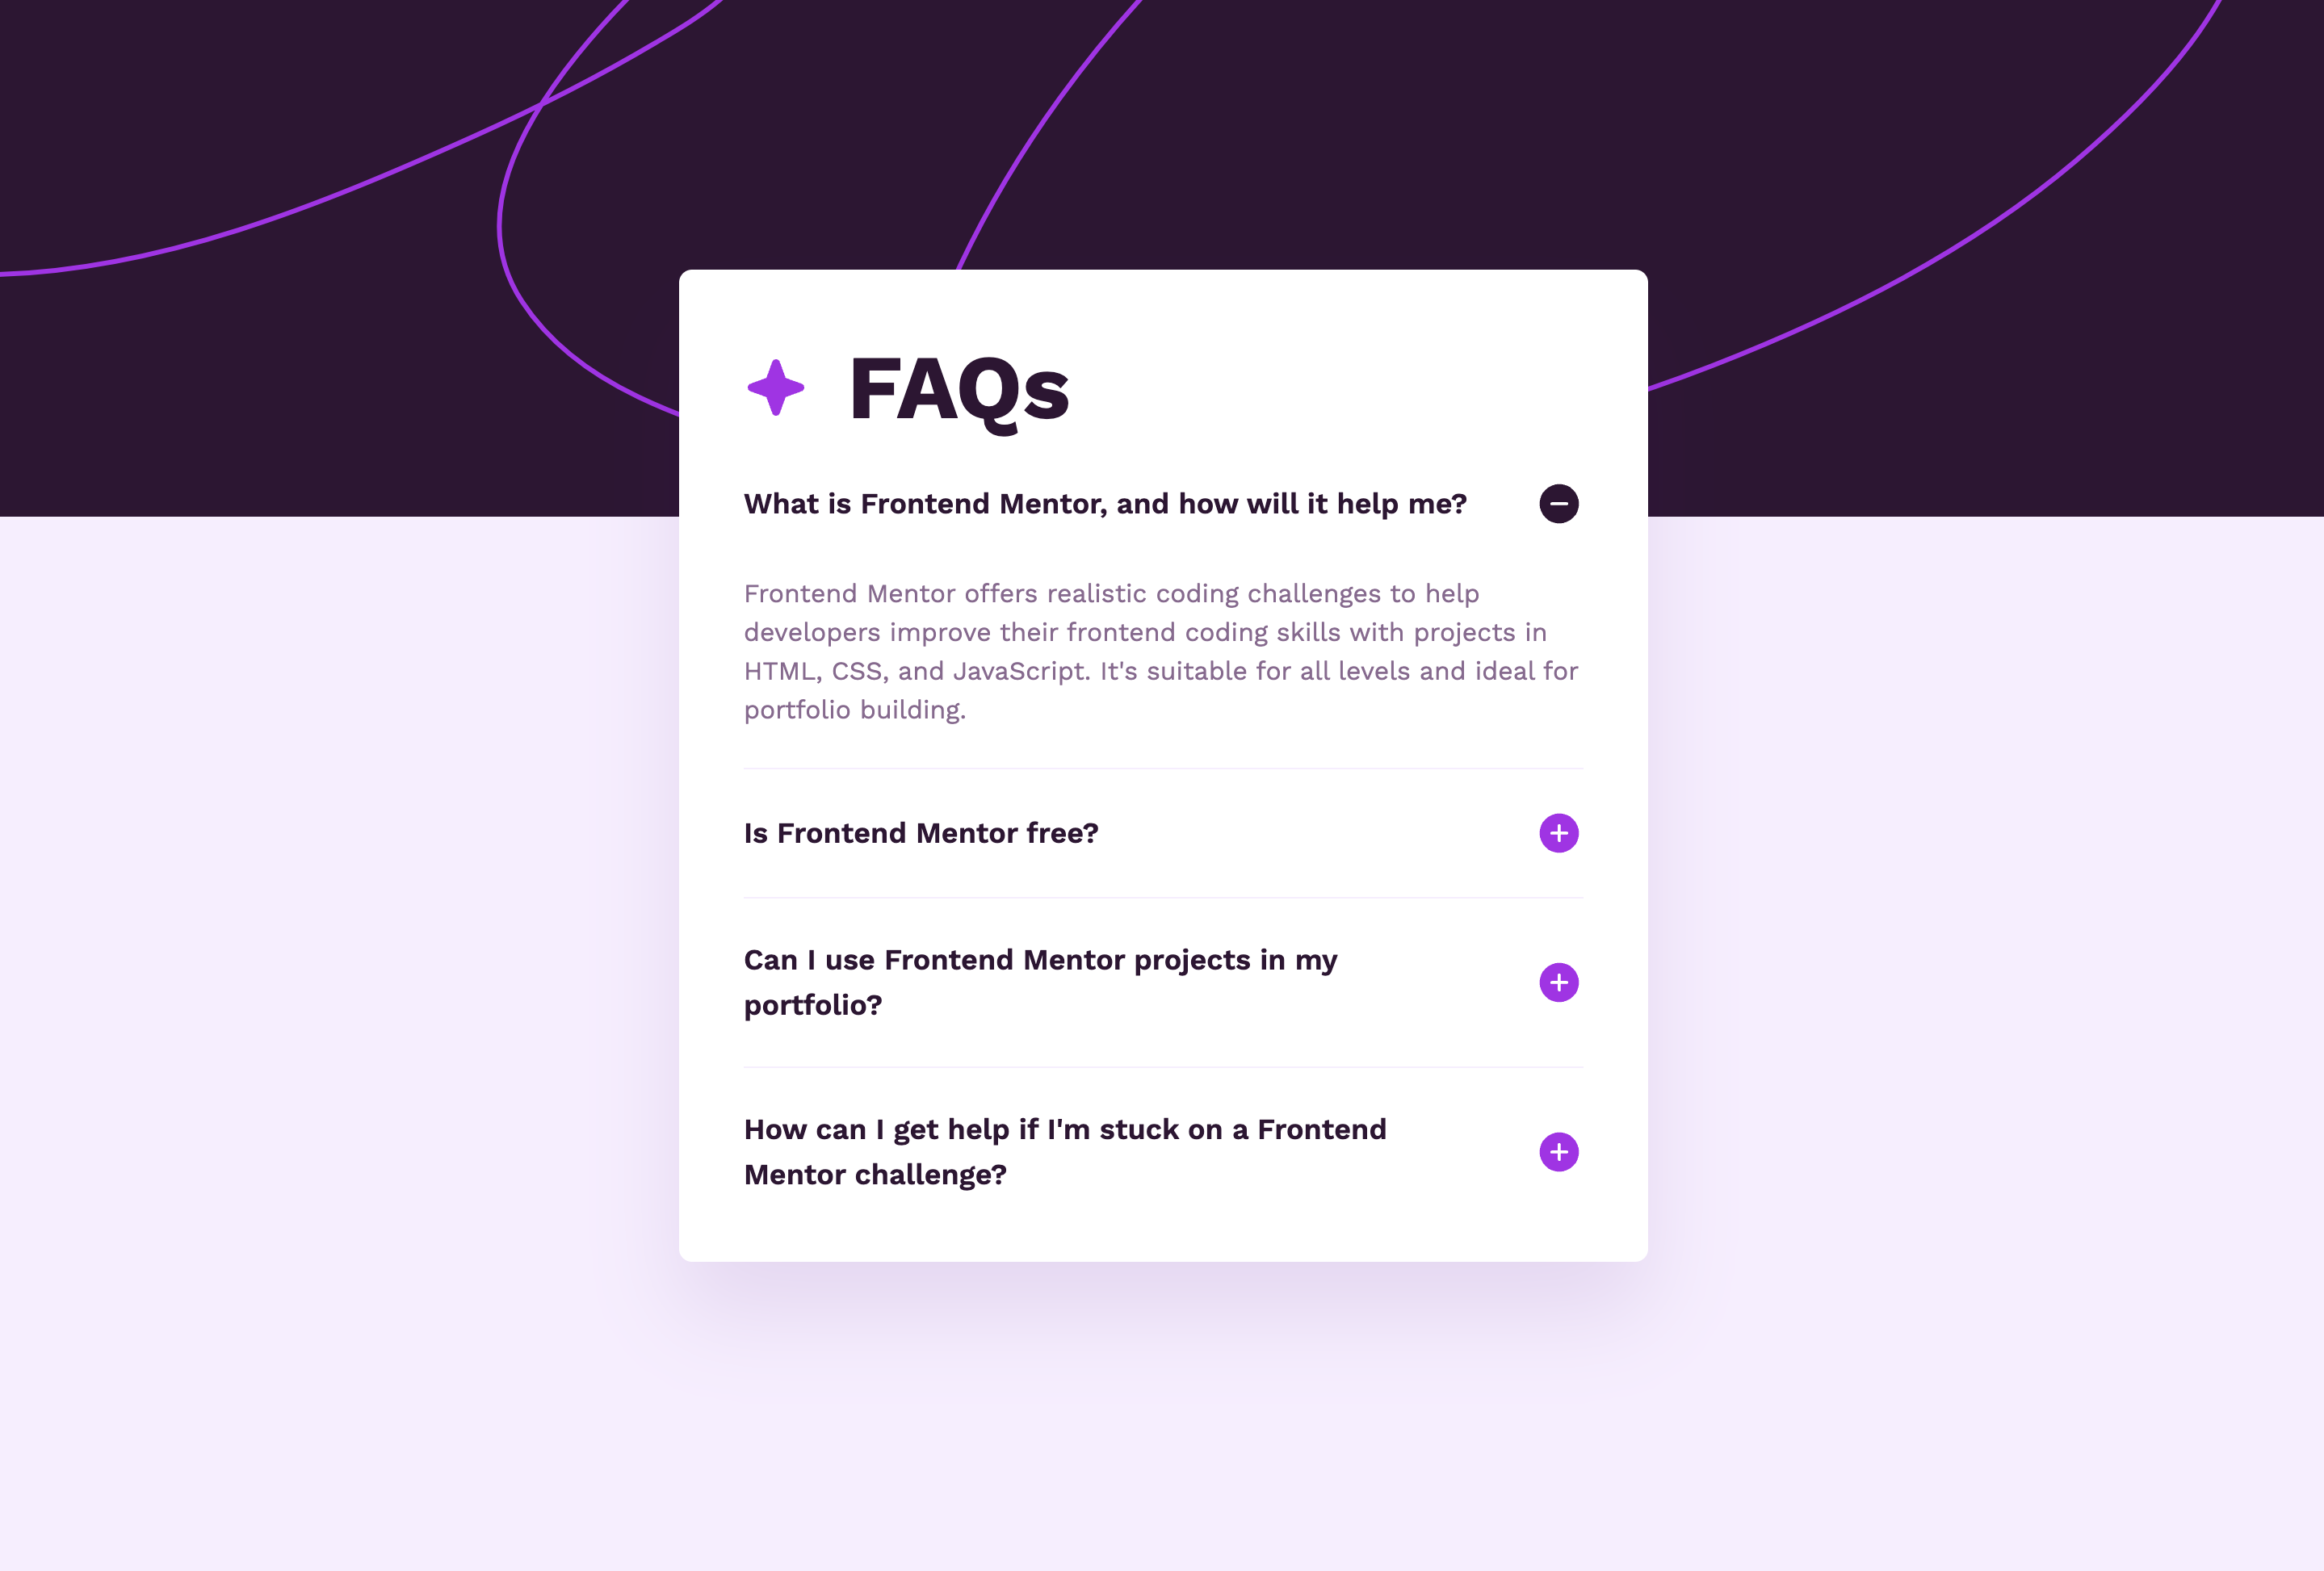 FAQs
What is Frontend Mentor, and how will it help me?
Frontend Mentor offers realistic coding challenges to help
developers improve their frontend coding skills with projects in
HTML, CSS, and JavaScript. It's suitable for all levels and ideal for
portfolio building.
Is Frontend Mentor free?
Can I use Frontend Mentor projects in my
portfolio?
How can I get help if I'm stuck on a Frontend
Mentor challenge?